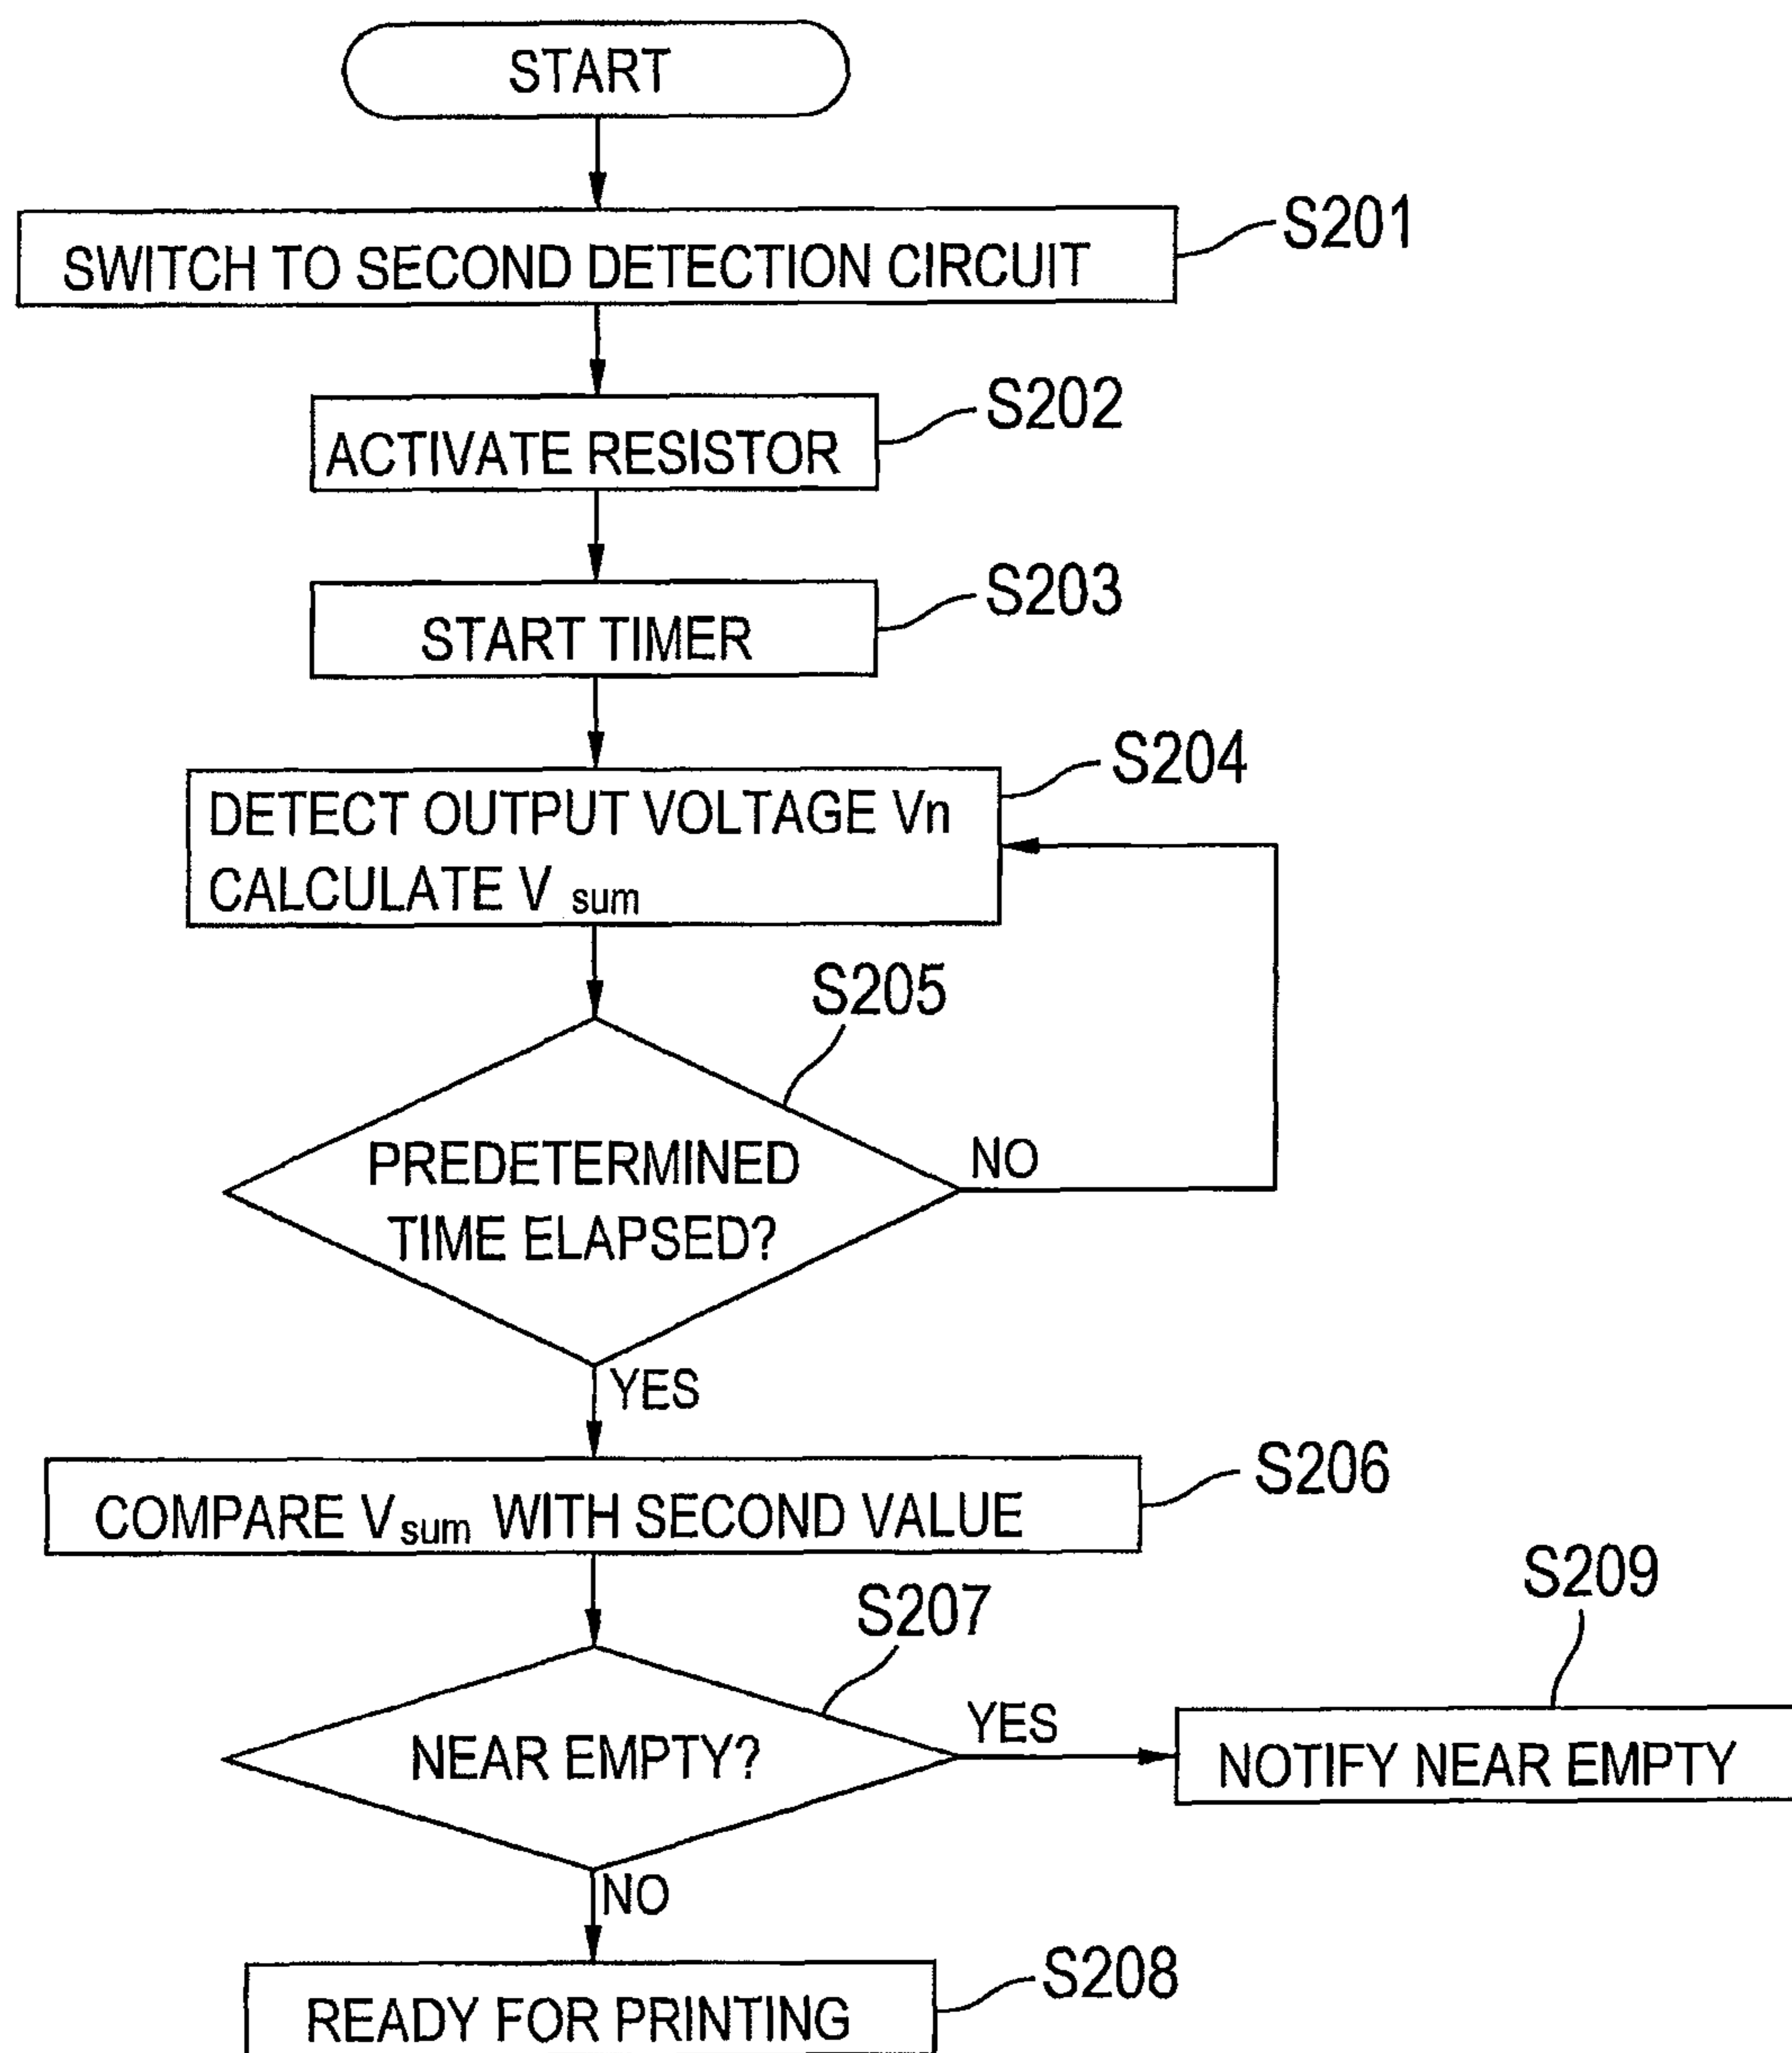 START
SWITCH TO SECOND DETECTION CIRCUIT
S201
ACTIVATE RESISTOR
S202
START TIMER
S203
DETECT OUTPUT VOLTAGE Vn
CALCULATE V sum
S204
S205
PREDETERMINED
TIME ELAPSED?
NO
YES
COMPARE Vsum WITH SECOND VALUE
S206
S207
NEAR EMPTY?
YES
S209
NOTIFY NEAR EMPTY
NO
READY FOR PRINTING
S208